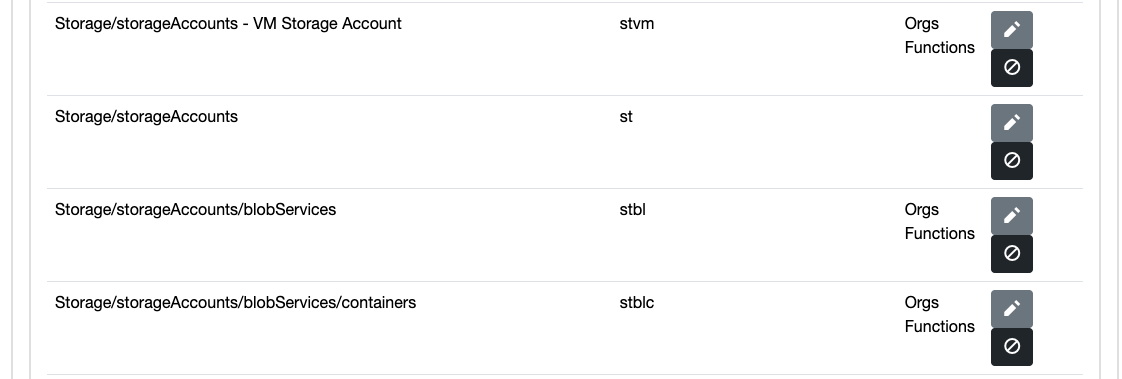 Storage/storageAccounts - VM Storage Account stvm Orgs
Functions
Storage/storageAccounts st
Storage/storageAccounts/blobServices stbl Orgs
Functions
Storage/storageAccounts/blobServices/containers stblc Orgs
Functions